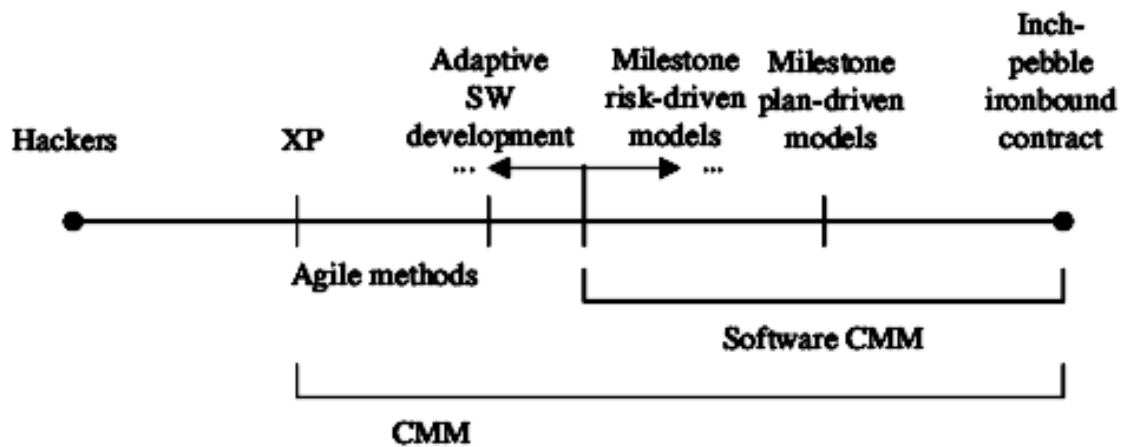 Hackers
XP
Adaptive
SW
development
Milestone
risk-driven
models
Milestone
plan-driven
models
Inch-
pebble
ironbound
contract
...
...
Agile methods
Software CMM
CMM